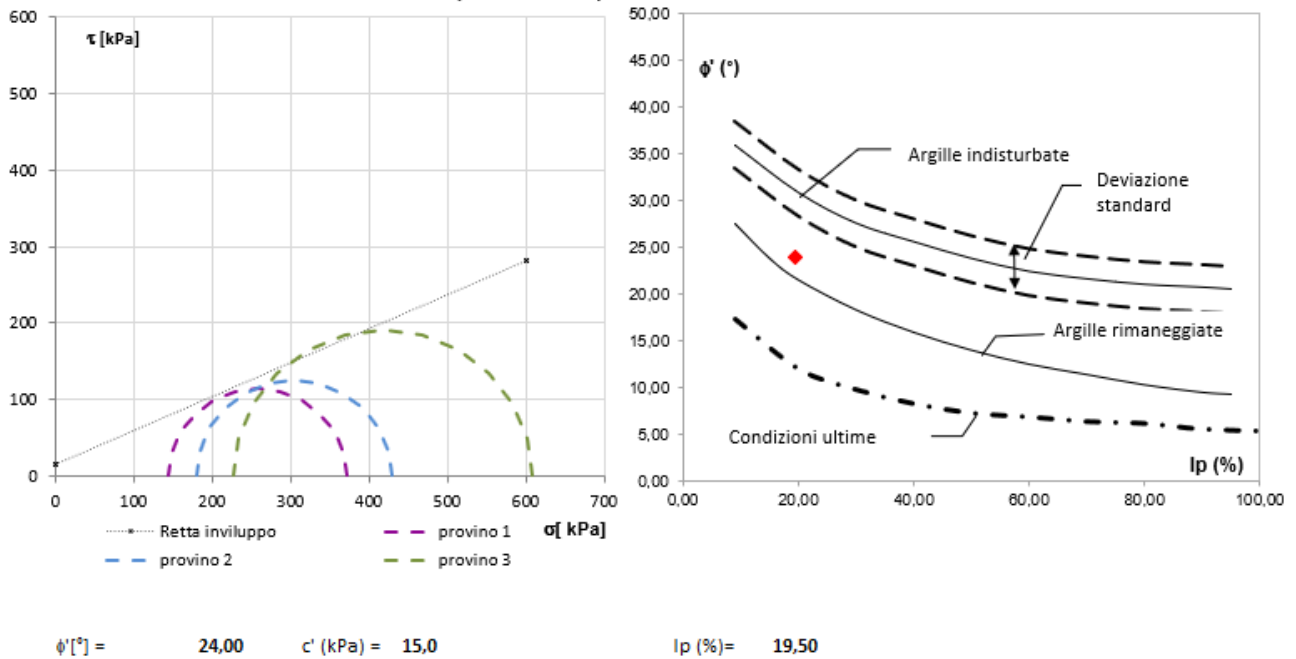 τ [kPa]
600
500
400
300
200
100
0
0 100 200 300 400 500 600 700
σ[ kPa]
Retta inviluppo
provino 1
provino 2
provino 3
50,00
45,00
40,00
35,00
30,00
25,00
20,00
15,00
10,00
5,00
0,00
ϕ' (°)
Argille indisturbate
Deviazione
standard
Argille rimaneggiate
Condizioni ultime
Ip (%)
0,00 20,00 40,00 60,00 80,00 100,00
ϕ'[°] = 24,00 c' (kPa) = 15,0 Ip (%)= 19,50